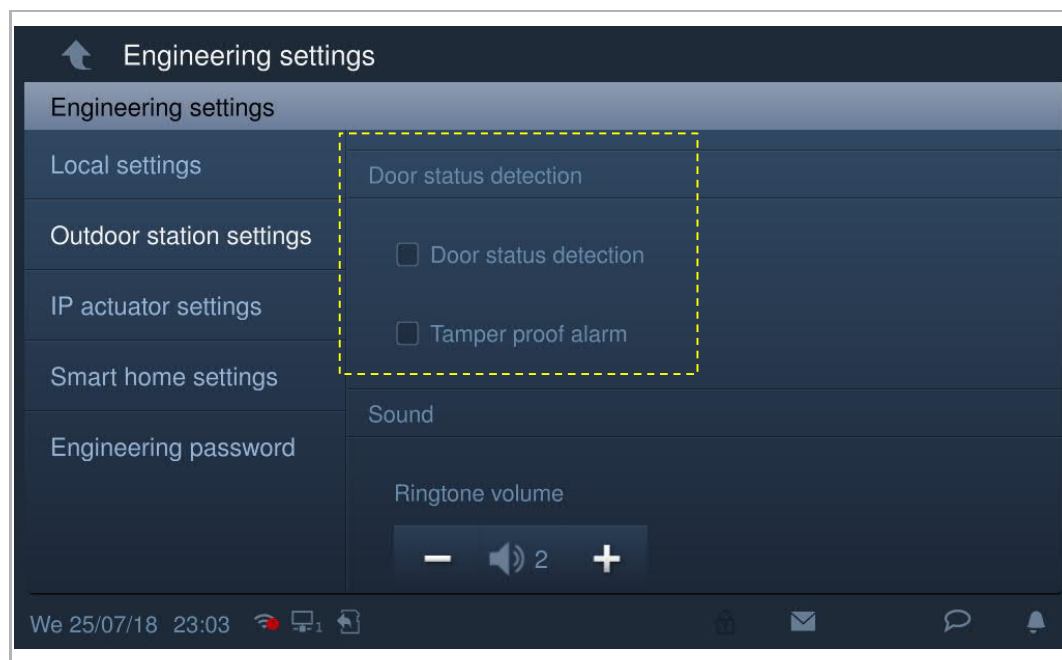 Engineering settings
Engineering settings
Local settings
Outdoor station settings
IP actuator settings
Smart home settings
Engineering password
Door status detection
Door status detection
Tamper proof alarm
Sound
Ringtone volume
2
We 25/07/18 23:03 1